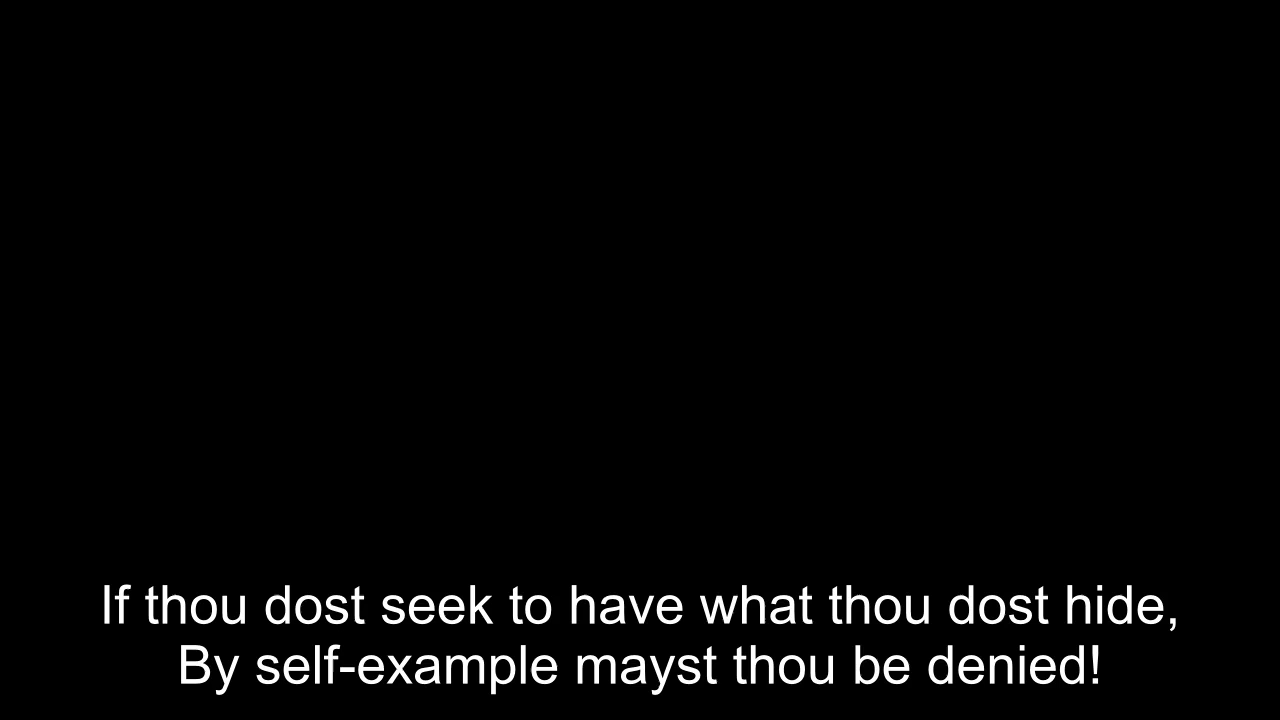 If thou dost seek to have what thou dost hide,
By self-example mayst thou be denied!